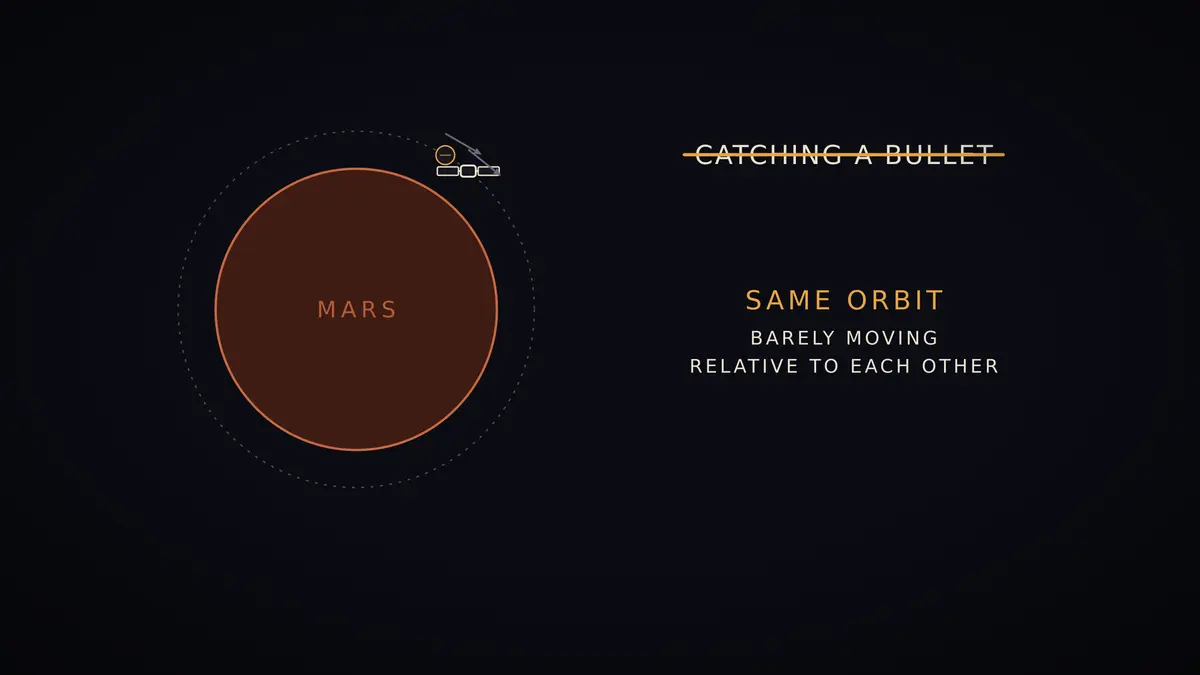 CATCHING A BULLET
MARS
SAME ORBIT
BARELY MOVING
RELATIVE TO EACH OTHER